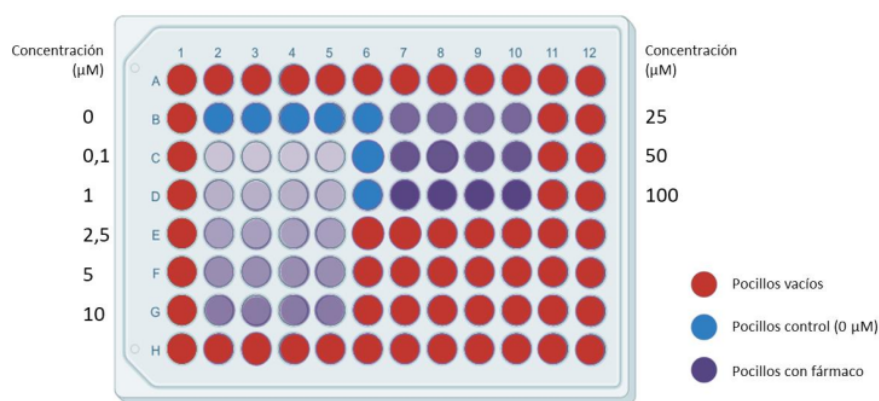 Concentración
(µM)
1 2 3 4 5 6 7 8 9 10 11 12
Concentración
(µM)
A
0 B 25
0,1 C 50
1 D 100
2,5 E
5 F
10 G
H
Pocillos vacíos
Pocillos control (0 µM)
Pocillos con fármaco